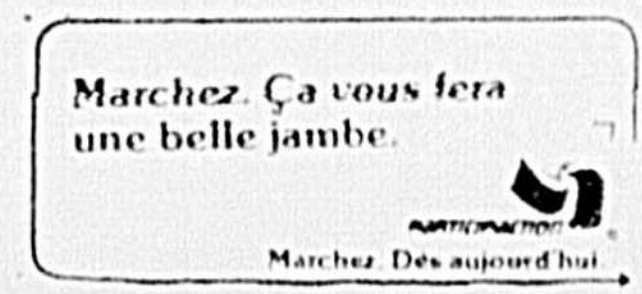 Marchez. Ça vous fera
une belle jambe.
PARTICIPACTION
Marchez. Dès aujourd'hui.